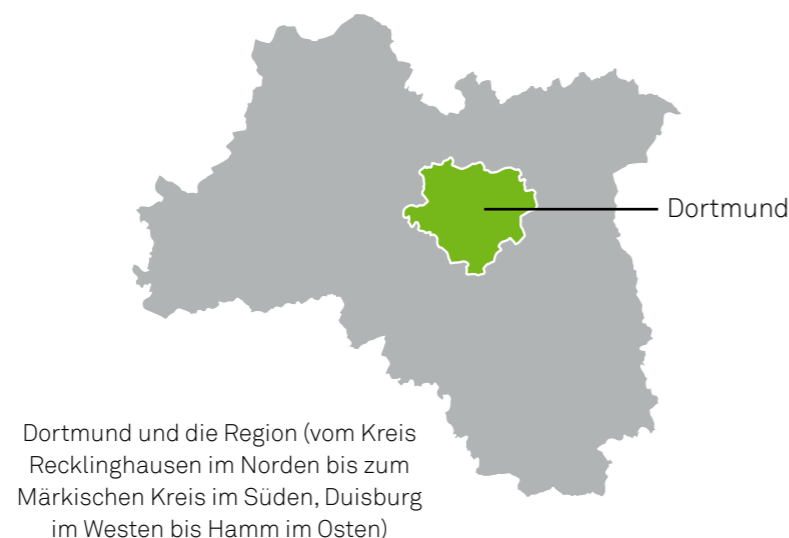 Dortmund
Dortmund und die Region (vom Kreis
Recklinghausen im Norden bis zum
Märkischen Kreis im Süden, Duisburg
im Westen bis Hamm im Osten)